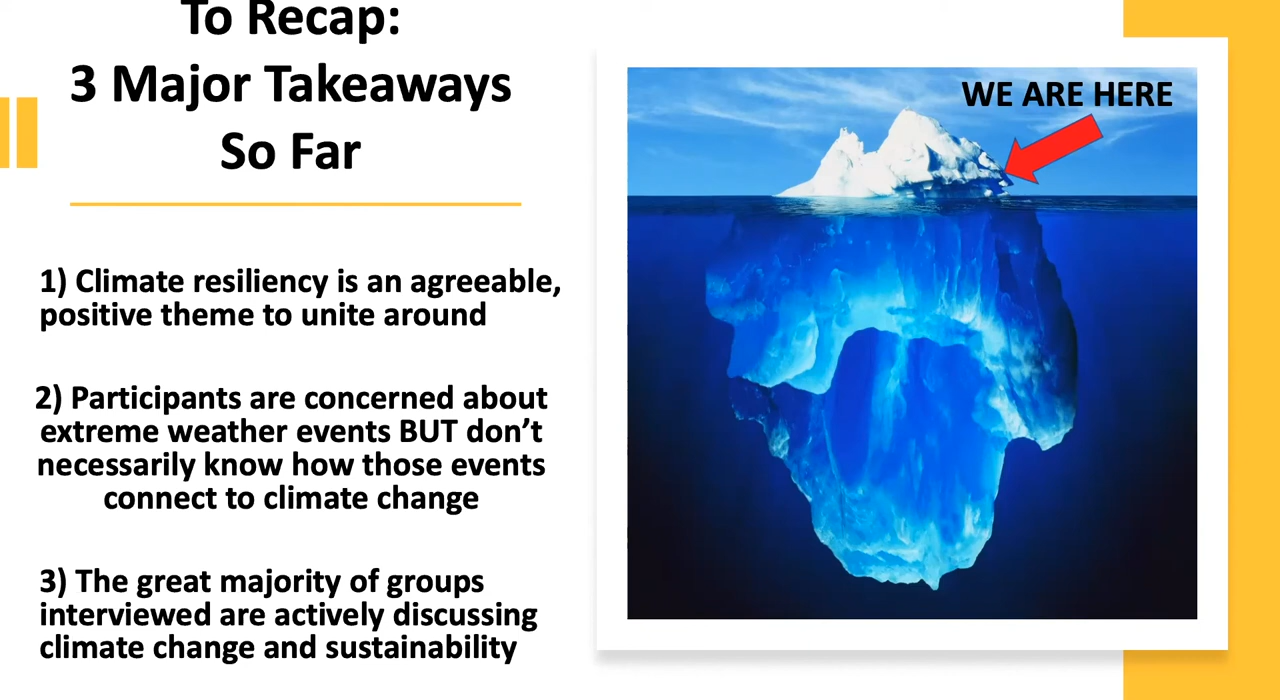 To Recap:
3 Major Takeaways
So Far
1) Climate resiliency is an agreeable,
positive theme to unite around
2) Participants are concerned about
extreme weather events BUT don’t
necessarily know how those events
connect to climate change
3) The great majority of groups
interviewed are actively discussing
climate change and sustainability
WE ARE HERE